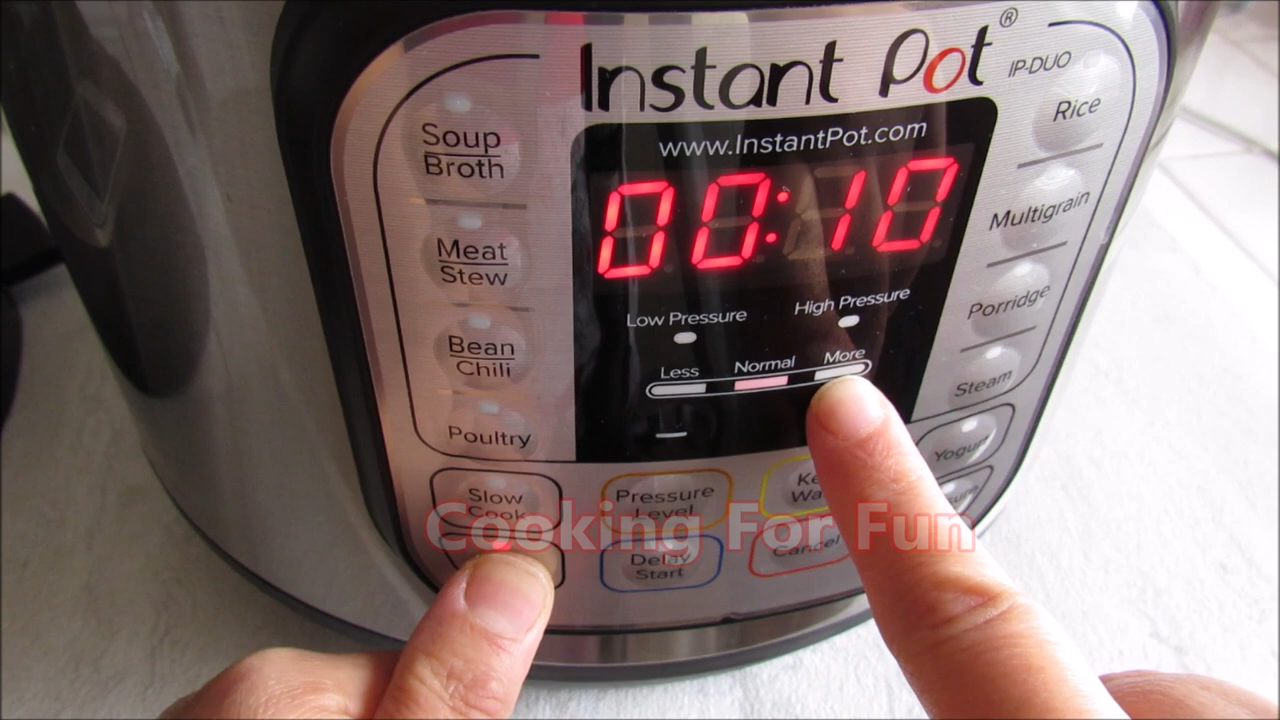 Instant Pot®
IP-DUO
www.InstantPot.com
00:10
Low Pressure
High Pressure
Less
Normal
More
Soup
Broth
Meat
Stew
Bean
Chili
Poultry
Rice
Multigrain
Porridge
Steam
Slow
Cook
Pressure
Level
Delay
Start
Cancel
Cooking For Fun